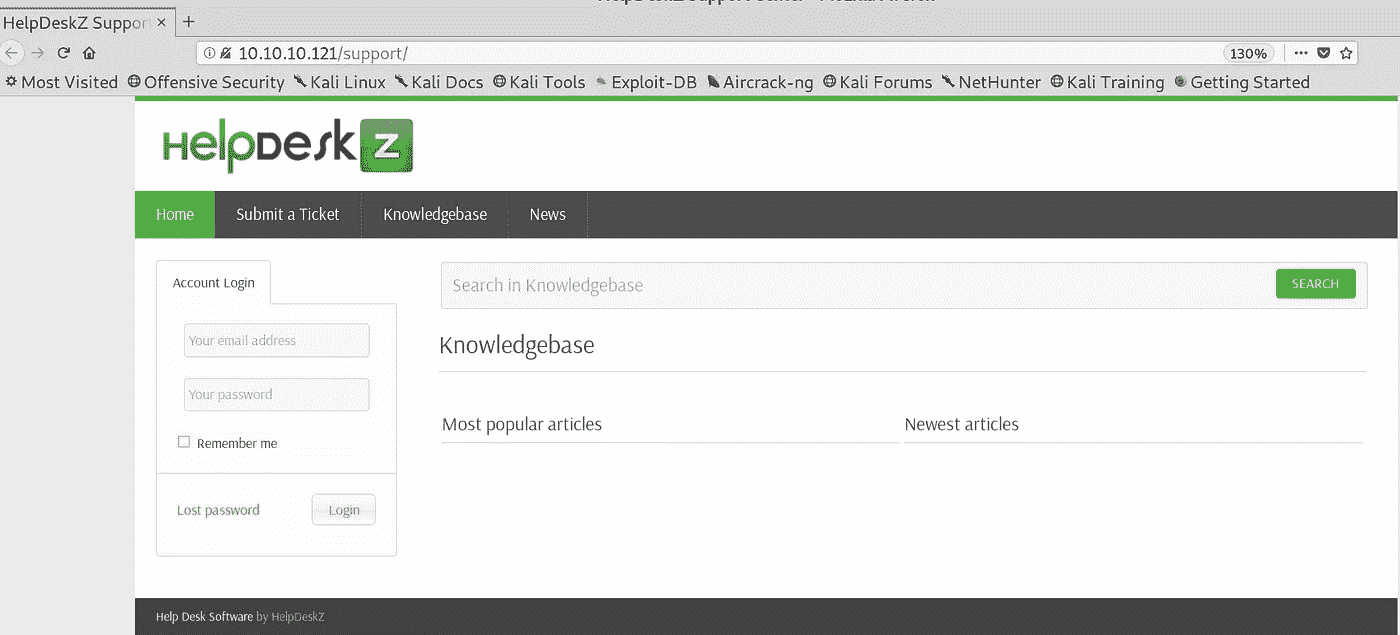 HelpDeskZ Support
10.10.10.121/support/
130%
Most Visited Offensive Security Kali Linux Kali Docs Kali Tools Exploit-DB Aircrack-ng Kali Forums NetHunter Kali Training Getting Started
HelpDesk Z
Home Submit a Ticket Knowledgebase News
Account Login
Your email address
Your password
Remember me
Lost password Login
Search in Knowledgebase SEARCH
Knowledgebase
Most popular articles Newest articles
Help Desk Software by HelpDeskZ